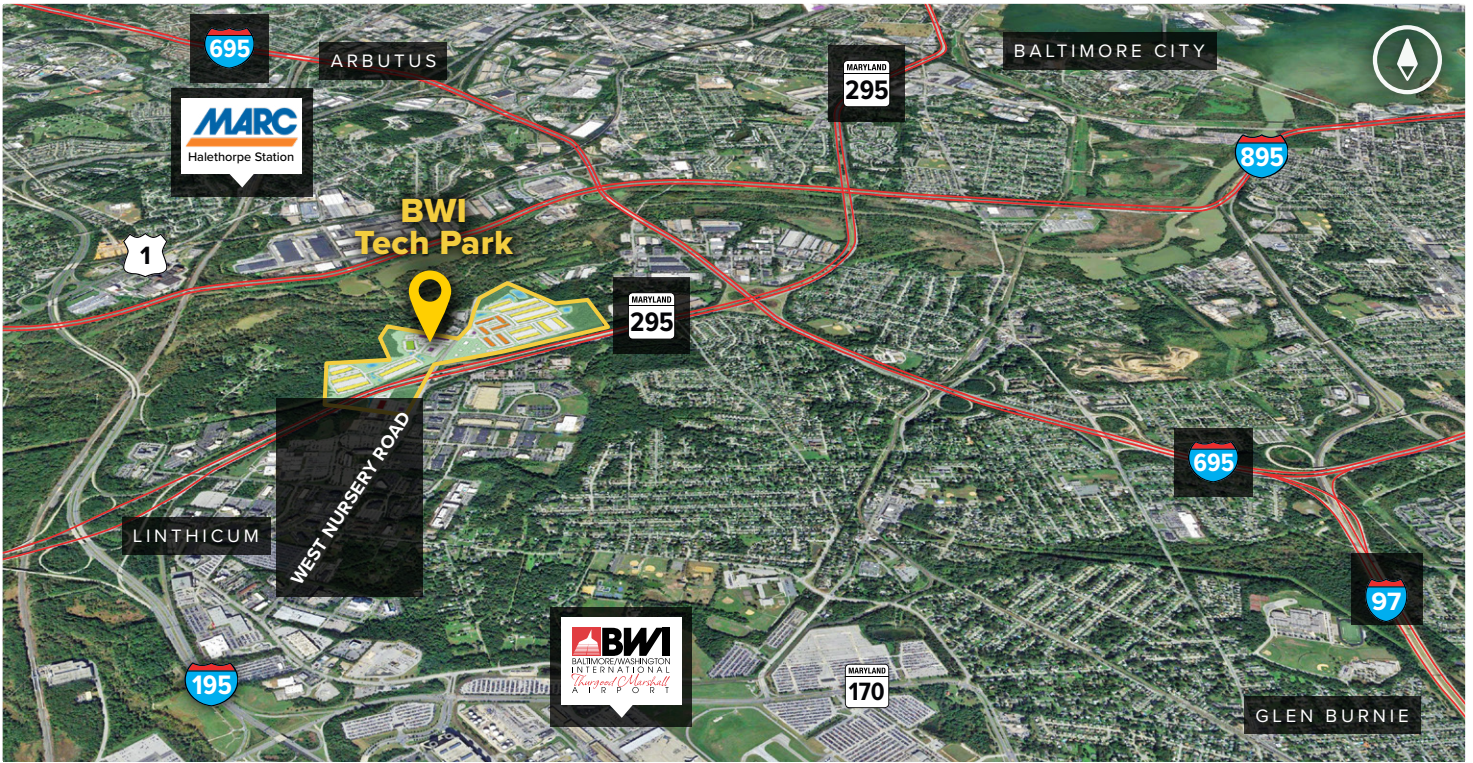 695
ARBUTUS
MARYLAND
295
BALTIMORE CITY
MARC
Halethorpe Station
895
BWI
Tech Park
1
MARYLAND
295
WEST NURSERY ROAD
LINTHICUM
695
97
195
BWI
BALTIMORE/WASHINGTON
INTERNATIONAL
Thurgood Marshall
AIRPORT
MARYLAND
170
GLEN BURNIE